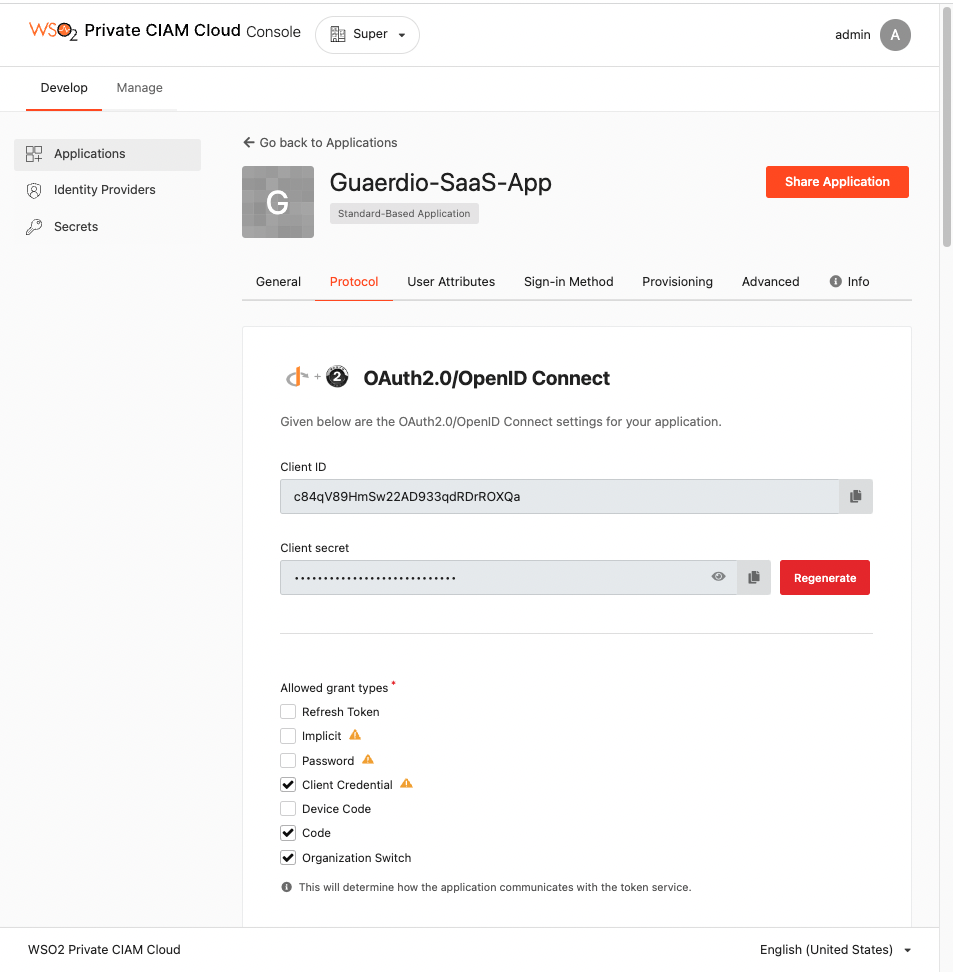 WSO2 Private CIAM Cloud Console
Super
admin
A
Develop
Manage
Applications
Identity Providers
Secrets
Go back to Applications
G
Guaerdio-SaaS-App
Standard-Based Application
Share Application
General
Protocol
User Attributes
Sign-in Method
Provisioning
Advanced
Info
+ 2
OAuth2.0/OpenID Connect
Given below are the OAuth2.0/OpenID Connect settings for your application.
Client ID
c84qV89HmSw22AD933qdRDrROXQa
Client secret
••••••••••••••••••••••••••••
Regenerate
Allowed grant types *
Refresh Token
Implicit
Password
Client Credential
Device Code
Code
Organization Switch
This will determine how the application communicates with the token service.
WSO2 Private CIAM Cloud
English (United States)